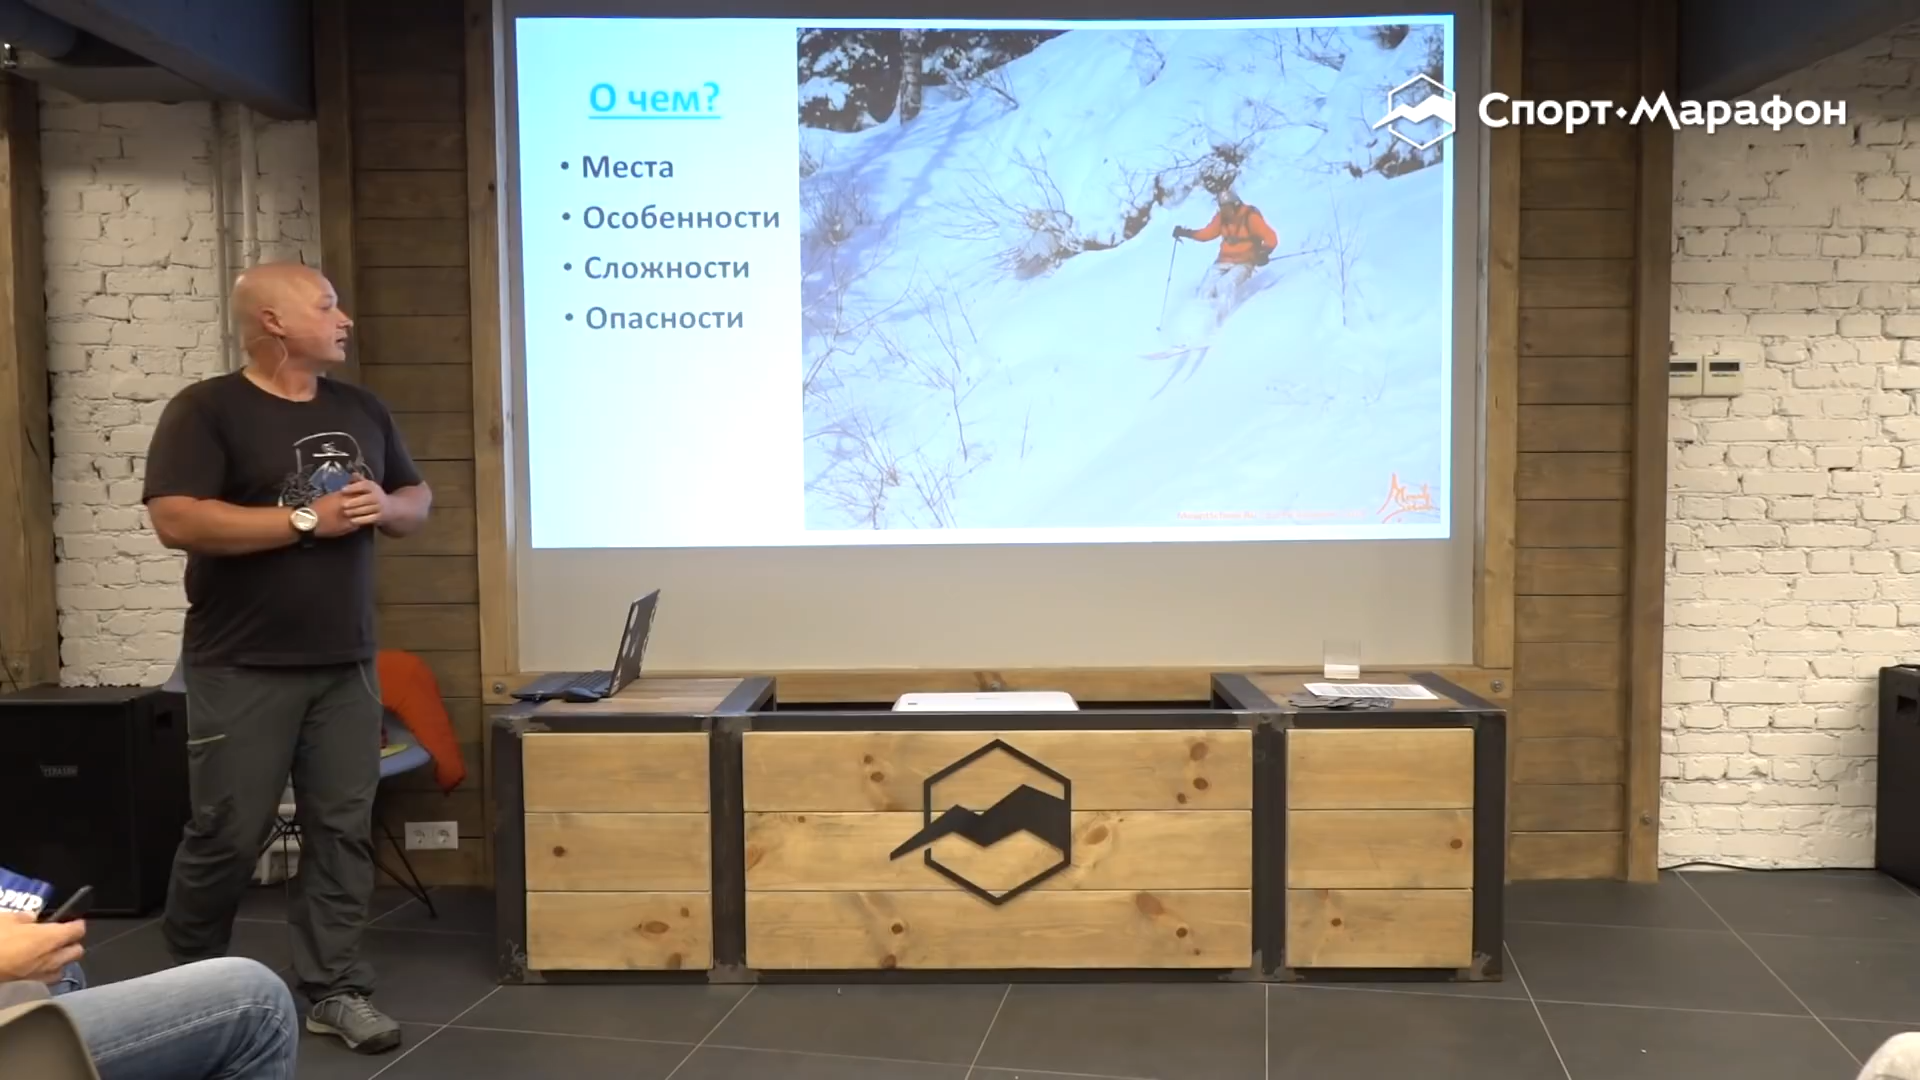 О чем?
• Места
• Особенности
• Сложности
• Опасности
Спорт•Марафон